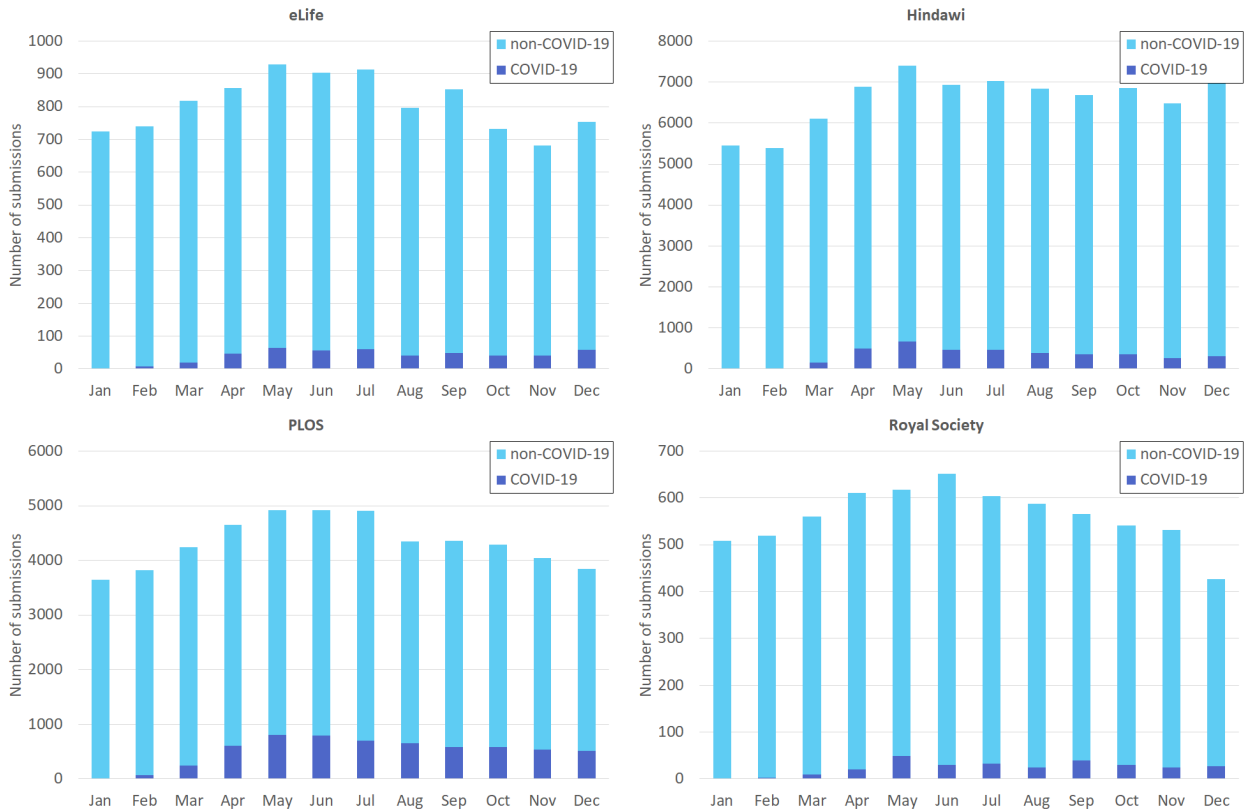 eLife
non-COVID-19
COVID-19
Number of submissions
1000
900
800
700
600
500
400
300
200
100
0
Jan Feb Mar Apr May Jun Jul Aug Sep Oct Nov Dec
Hindawi
non-COVID-19
COVID-19
Number of submissions
8000
7000
6000
5000
4000
3000
2000
1000
0
Jan Feb Mar Apr May Jun Jul Aug Sep Oct Nov Dec
PLOS
non-COVID-19
COVID-19
Number of submissions
6000
5000
4000
3000
2000
1000
0
Jan Feb Mar Apr May Jun Jul Aug Sep Oct Nov Dec
Royal Society
non-COVID-19
COVID-19
Number of submissions
700
600
500
400
300
200
100
0
Jan Feb Mar Apr May Jun Jul Aug Sep Oct Nov Dec